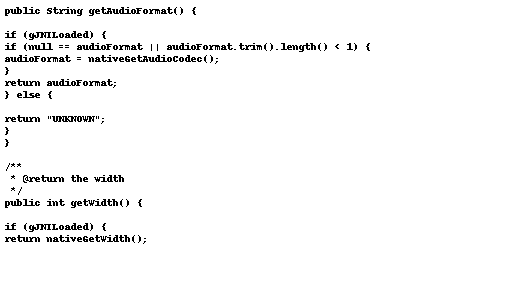 public String getAudioFormat() {
if (gJNILoaded) {
if (null == audioFormat || audioFormat.trim().length() < 1) {
audioFormat = nativeGetAudioCodec();
}
return audioFormat;
} else {
return "UNKNOWN";
}
}
/**
* @return the width
*/
public int getWidth() {
if (gJNILoaded) {
return nativeGetWidth();